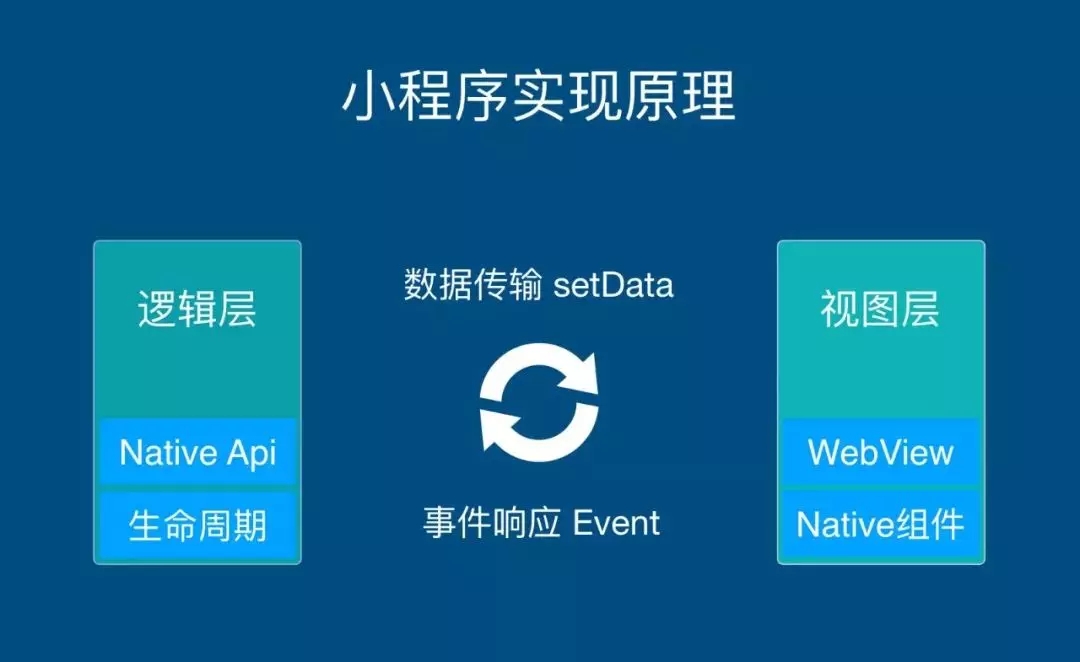 小程序实现原理
逻辑层
Native Api
生命周期
数据传输 setData
事件响应 Event
视图层
WebView
Native组件